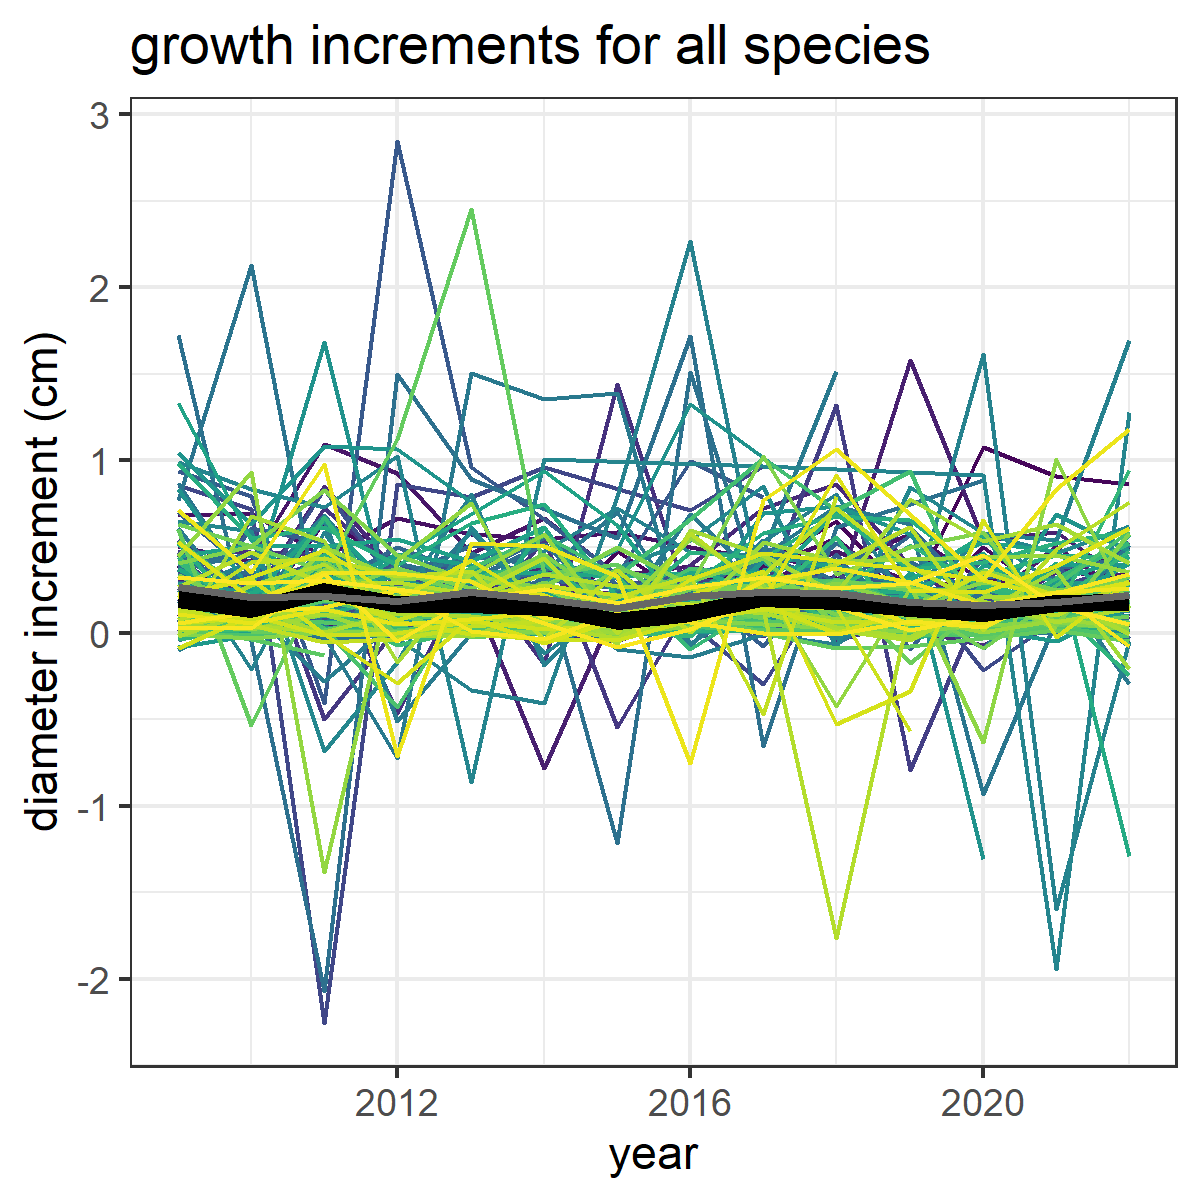 growth increments for all species
3
2
1
0
-1
-2
diameter increment (cm)
2012 2016 2020
year